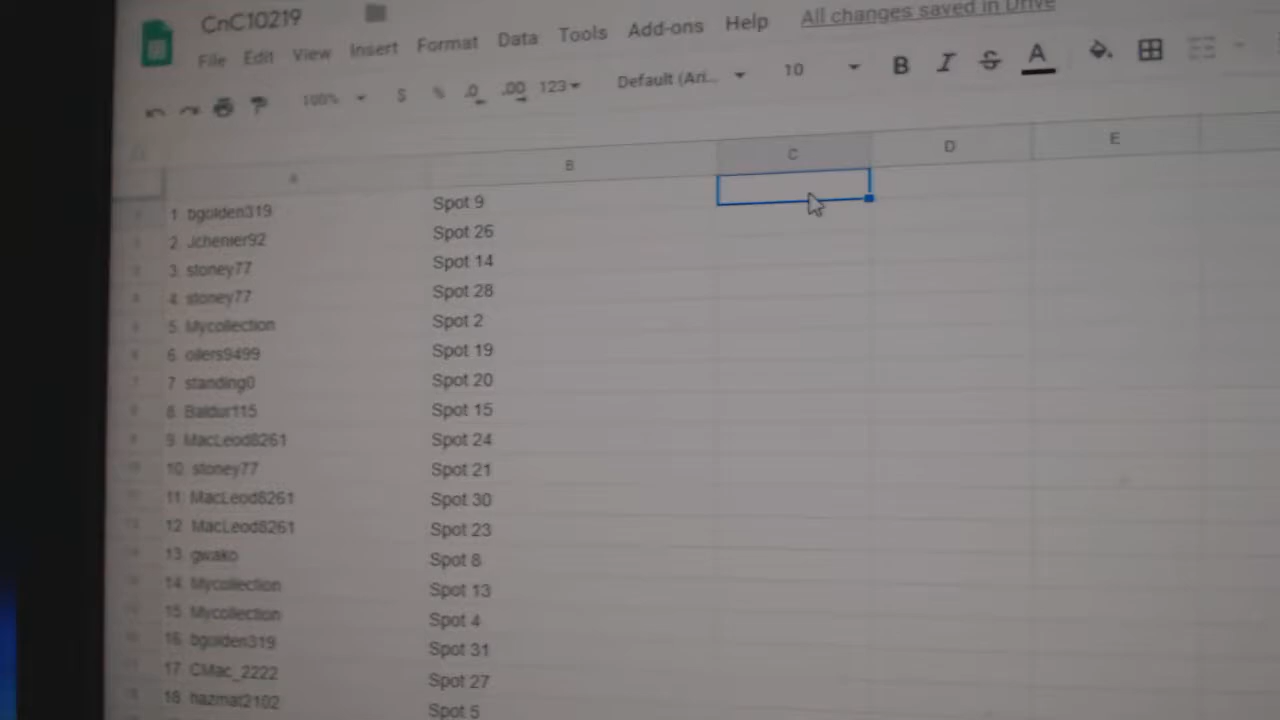 CnC10219
File Edit View Insert Format Data Tools Add-ons Help All changes saved in Drive
100% $ % .0 .00 123 Default (Ari... 10 B I S A
A B C D E
1 bgolden319 Spot 9
2 Jchenier92 Spot 26
3 stoney77 Spot 14
4 stoney77 Spot 28
5 Mycollection Spot 2
6 oilers9499 Spot 19
7 standing0 Spot 20
8 Baldur115 Spot 15
9 MacLeod8261 Spot 24
10 stoney77 Spot 21
11 MacLeod8261 Spot 30
12 MacLeod8261 Spot 23
13 gwako Spot 8
14 Mycollection Spot 13
15 Mycollection Spot 4
16 bgolden319 Spot 31
17 CMac_2222 Spot 27
18 hazmat2102 Spot 5